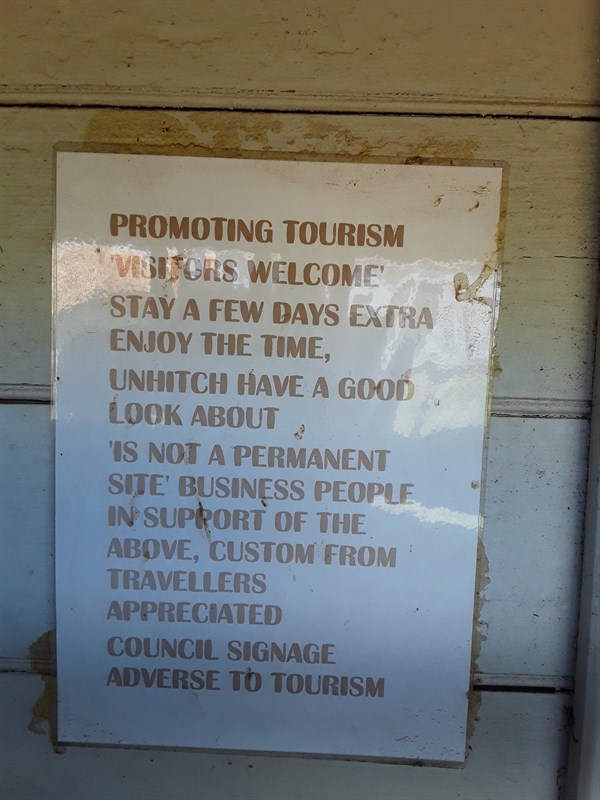 PROMOTING TOURISM
'VISITORS WELCOME'
STAY A FEW DAYS EXTRA
ENJOY THE TIME,
UNHITCH HAVE A GOOD
LOOK ABOUT
'IS NOT A PERMANENT
SITE' BUSINESS PEOPLE
IN SUPPORT OF THE
ABOVE, CUSTOM FROM
TRAVELLERS
APPRECIATED
COUNCIL SIGNAGE
ADVERSE TO TOURISM